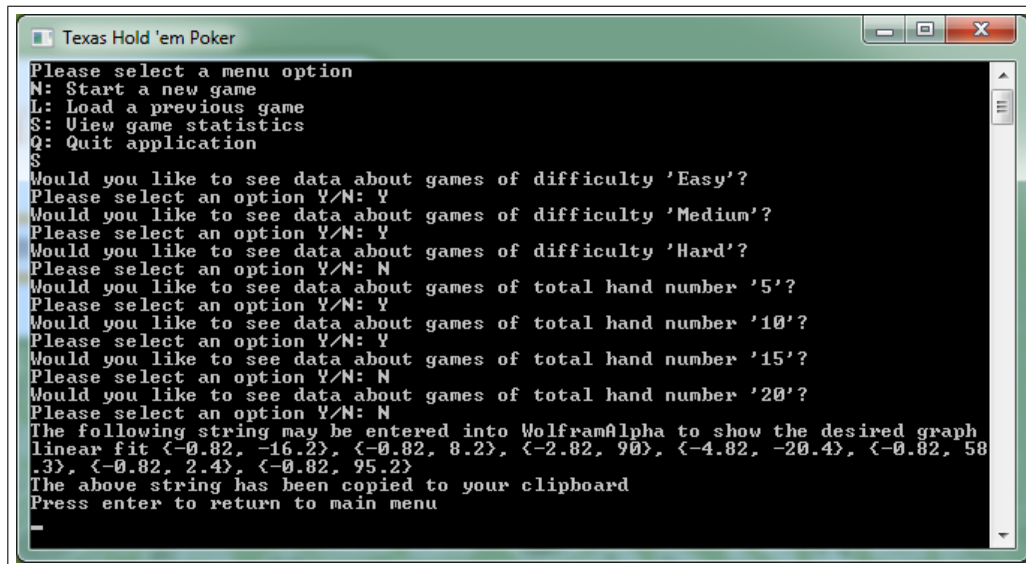 Texas Hold 'em Poker
Please select a menu option
N: Start a new game
L: Load a previous game
S: View game statistics
Q: Quit application
S
Would you like to see data about games of difficulty 'Easy'?
Please select an option Y/N: Y
Would you like to see data about games of difficulty 'Medium'?
Please select an option Y/N: Y
Would you like to see data about games of difficulty 'Hard'?
Please select an option Y/N: N
Would you like to see data about games of total hand number '5'?
Please select an option Y/N: Y
Would you like to see data about games of total hand number '10'?
Please select an option Y/N: Y
Would you like to see data about games of total hand number '15'?
Please select an option Y/N: N
Would you like to see data about games of total hand number '20'?
Please select an option Y/N: N
The following string may be entered into WolframAlpha to show the desired graph
linear fit {-0.82, -16.2}, {-0.82, 8.2}, {-2.82, 90}, {-4.82, -20.4}, {-0.82, 58
.3}, {-0.82, 2.4}, {-0.82, 95.2}
The above string has been copied to your clipboard
Press enter to return to main menu